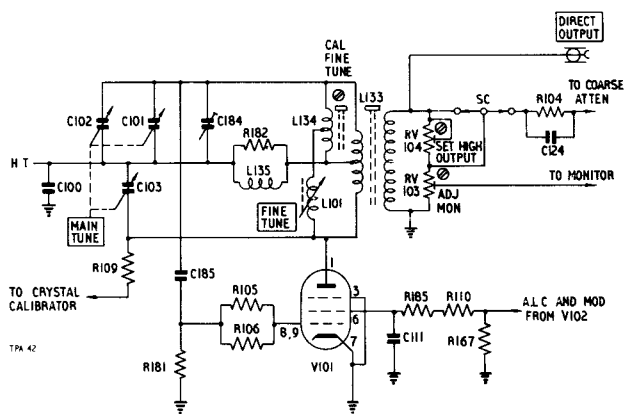 DIRECT
OUTPUT
CAL
FINE
TUNE
L133
L134
C102
C101
C184
R182
L135
L101
FINE
TUNE
SC
R104
TO COARSE
ATTEN
C124
RV
104
SET HIGH
OUTPUT
RV
103
ADJ
MON
TO MONITOR
HT
C100
C103
MAIN
TUNE
R109
TO CRYSTAL
CALIBRATOR
C185
R105
R106
8,9
1
3
6
7
V101
R185
R110
A.L.C AND MOD
FROM V102
C111
R167
R181
TPA 42